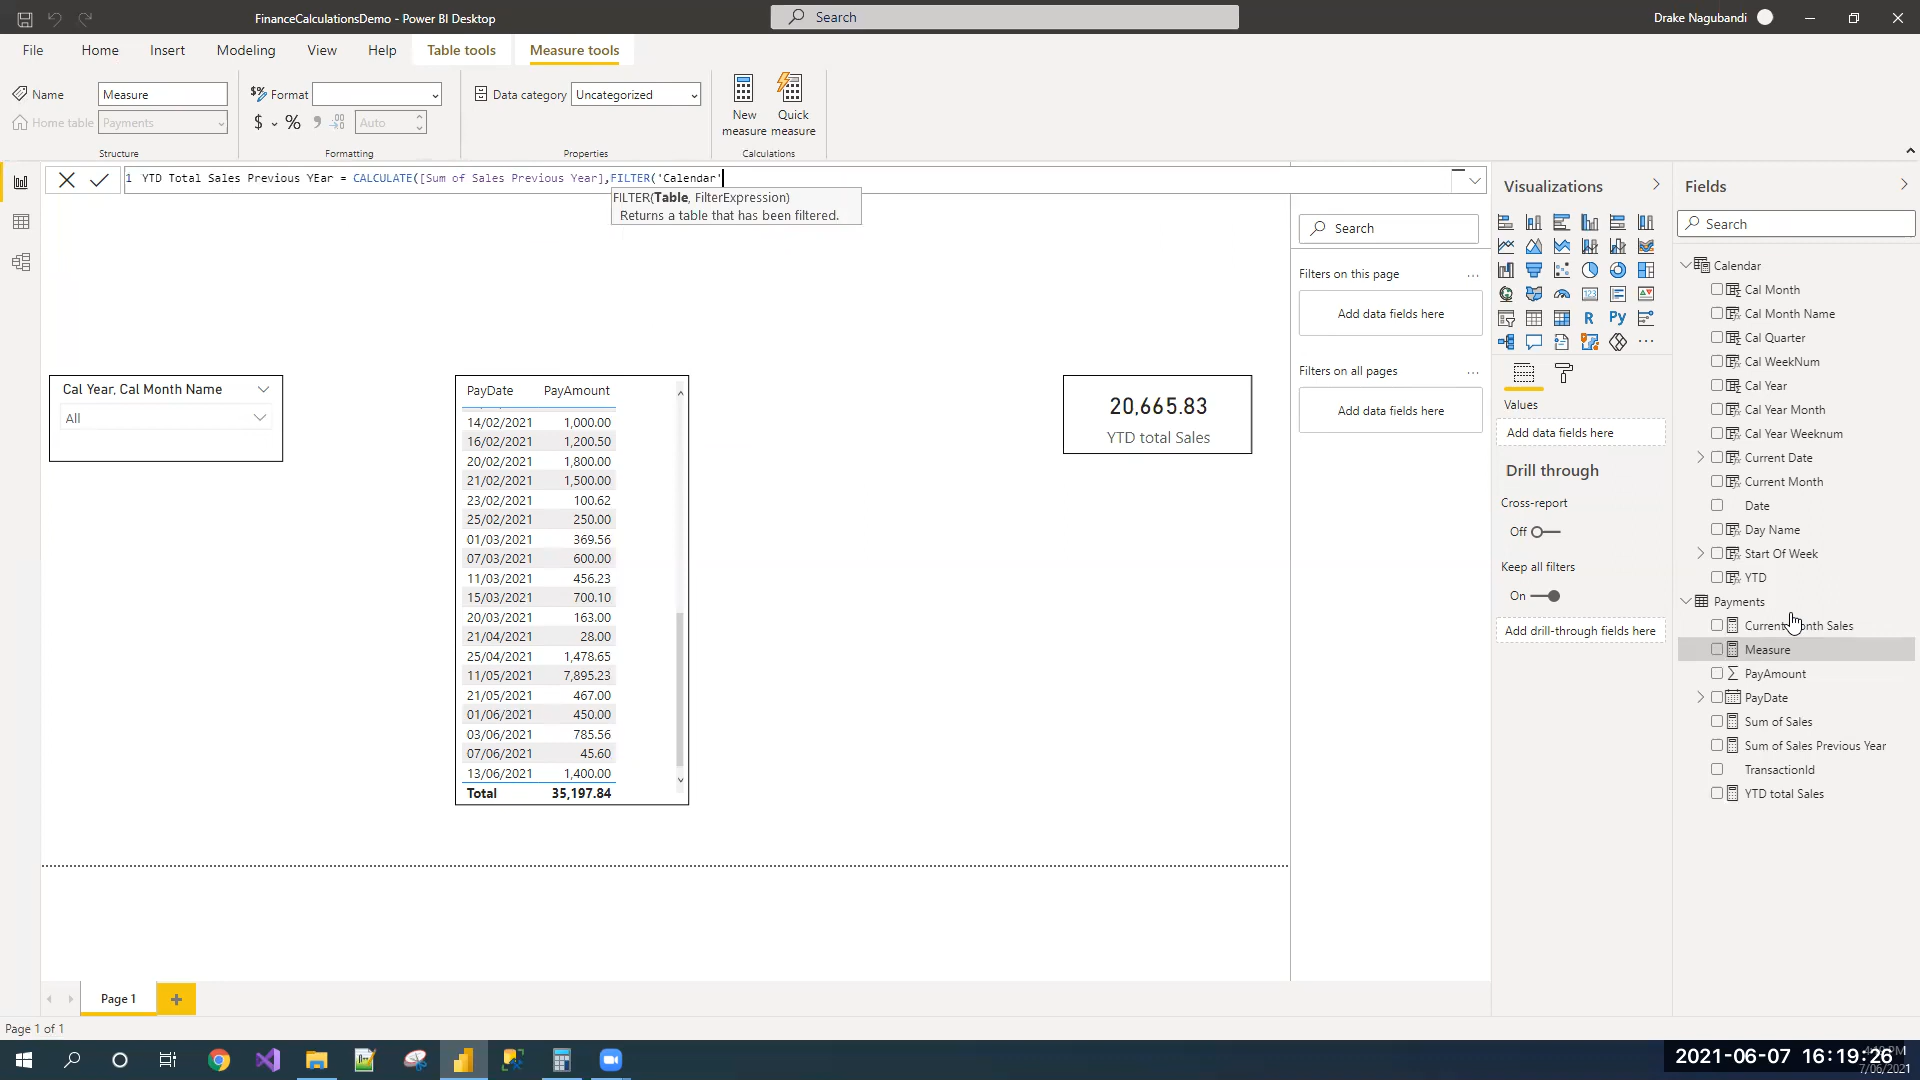 FinanceCalculationsDemo - Power BI Desktop
Search
Drake Nagubandi
File
Home
Insert
Modeling
View
Help
Table tools
Measure tools
Name
Measure
Home table
Payments
Structure
Format
$ % 9 .00
Auto
Formatting
Data category
Uncategorized
Properties
New measure
Quick measure
Calculations
1 YTD Total Sales Previous YEar = CALCULATE([Sum of Sales Previous Year],FILTER('Calendar'
FILTER(Table, FilterExpression)
Returns a table that has been filtered.
Cal Year, Cal Month Name
All
PayDate PayAmount
14/02/2021 1,000.00
16/02/2021 1,200.50
20/02/2021 1,800.00
21/02/2021 1,500.00
23/02/2021 100.62
25/02/2021 250.00
01/03/2021 369.56
07/03/2021 600.00
11/03/2021 456.23
15/03/2021 700.10
20/03/2021 163.00
21/04/2021 28.00
25/04/2021 1,478.65
11/05/2021 7,895.23
21/05/2021 467.00
01/06/2021 450.00
03/06/2021 785.56
07/06/2021 45.60
13/06/2021 1,400.00
Total 35,197.84
20,665.83
YTD total Sales
Search
Filters on this page ...
Add data fields here
Filters on all pages ...
Add data fields here
Visualizations
R
Py
123
...
Values
Add data fields here
Drill through
Cross-report
Off
Keep all filters
On
Add drill-through fields here
Fields
Search
Calendar
Cal Month
Cal Month Name
Cal Quarter
Cal WeekNum
Cal Year
Cal Year Month
Cal Year Weeknum
Current Date
Current Month
Date
Day Name
Start Of Week
YTD
Payments
Current Month Sales
Measure
PayAmount
PayDate
Sum of Sales
Sum of Sales Previous Year
TransactionId
YTD total Sales
Page 1
+
Page 1 of 1
2021-06-07 16:19:26
7/06/2021